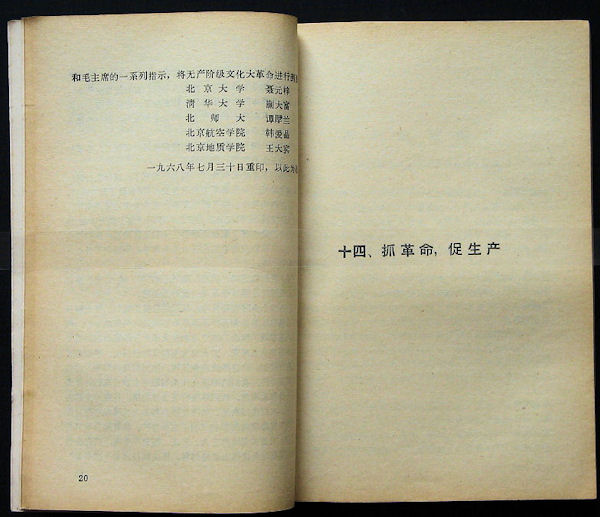 和毛主席的一系列指示，将无产阶级文化大革命进行到
北京大学 聂元梓
清华大学 蒯大富
北师大 谭厚兰
北京航空学院 韩爱晶
北京地质学院 王大宾
一九六八年七月三十日重印，以此为
20
十四、抓革命，促生产